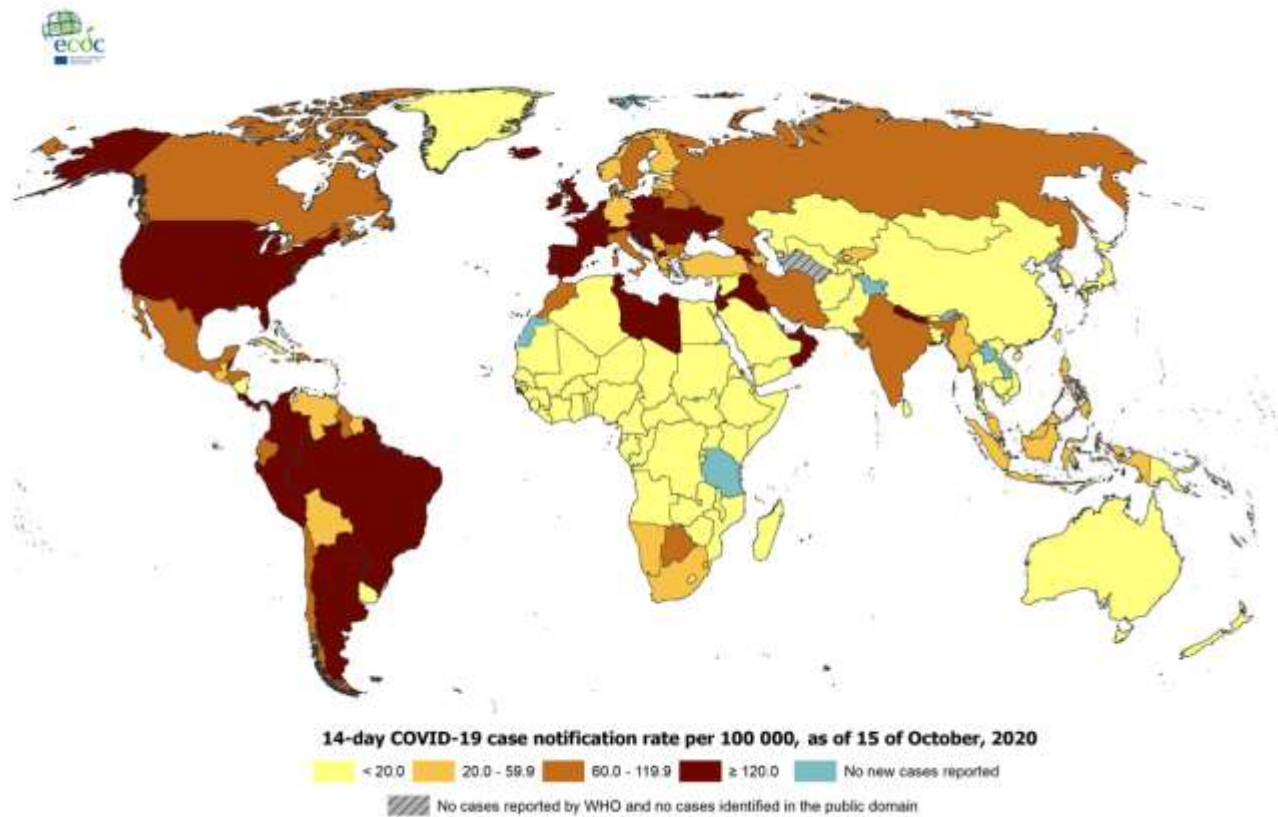 ecdc
14-day COVID-19 case notification rate per 100 000, as of 15 of October, 2020
< 20.0 20.0 - 59.9 60.0 - 119.9 ≥ 120.0 No new cases reported
No cases reported by WHO and no cases identified in the public domain